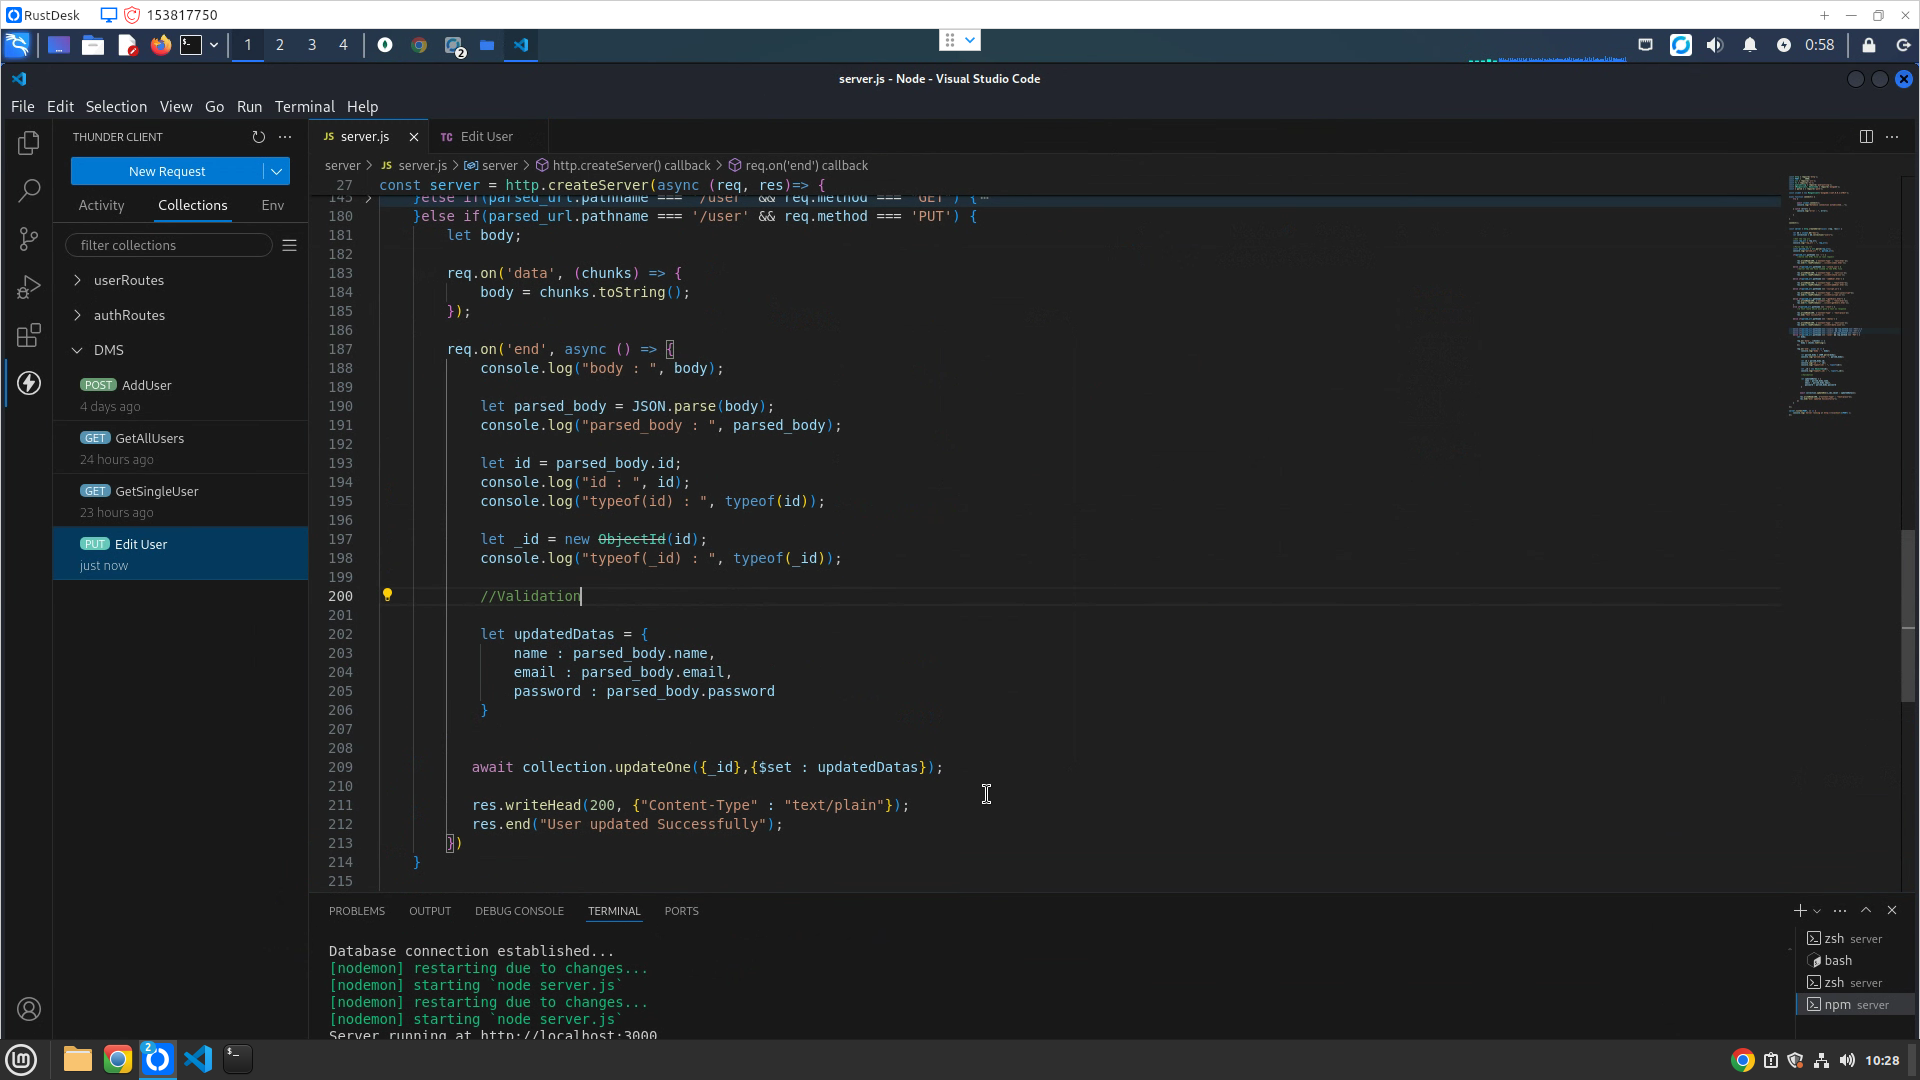 RustDesk 153817750
1 2 3 4 2 0:58
server.js - Node - Visual Studio Code
File Edit Selection View Go Run Terminal Help
THUNDER CLIENT
New Request
Activity Collections Env
filter collections
userRoutes
authRoutes
DMS
POST AddUser
4 days ago
GET GetAllUsers
24 hours ago
GET GetSingleUser
23 hours ago
PUT Edit User
just now
JS server.js TC Edit User
server > JS server.js > server > http.createServer() callback > req.on('end') callback
27 const server = http.createServer(async (req, res)=> {
145 }else if(parsed_url.pathname === '/user' && req.method === 'GET') {
180 }else if(parsed_url.pathname === '/user' && req.method === 'PUT') {
181 let body;
182
183 req.on('data', (chunks) => {
184 body = chunks.toString();
185 });
186
187 req.on('end', async () => {
188 console.log("body : ", body);
189
190 let parsed_body = JSON.parse(body);
191 console.log("parsed_body : ", parsed_body);
192
193 let id = parsed_body.id;
194 console.log("id : ", id);
195 console.log("typeof(id) : ", typeof(id));
196
197 let _id = new ObjectId(id);
198 console.log("typeof(_id) : ", typeof(_id));
199
200 //Validation
201
202 let updatedDatas = {
203 name : parsed_body.name,
204 email : parsed_body.email,
205 password : parsed_body.password
206 }
207
208
209 await collection.updateOne({_id},{$set : updatedDatas});
210
211 res.writeHead(200, {"Content-Type" : "text/plain"});
212 res.end("User updated Successfully");
213 })
214 }
215
PROBLEMS OUTPUT DEBUG CONSOLE TERMINAL PORTS
Database connection established...
[nodemon] restarting due to changes...
[nodemon] starting `node server.js`
[nodemon] restarting due to changes...
[nodemon] starting `node server.js`
Server running at http://localhost:3000
zsh server
bash
zsh server
npm server
2 10:28